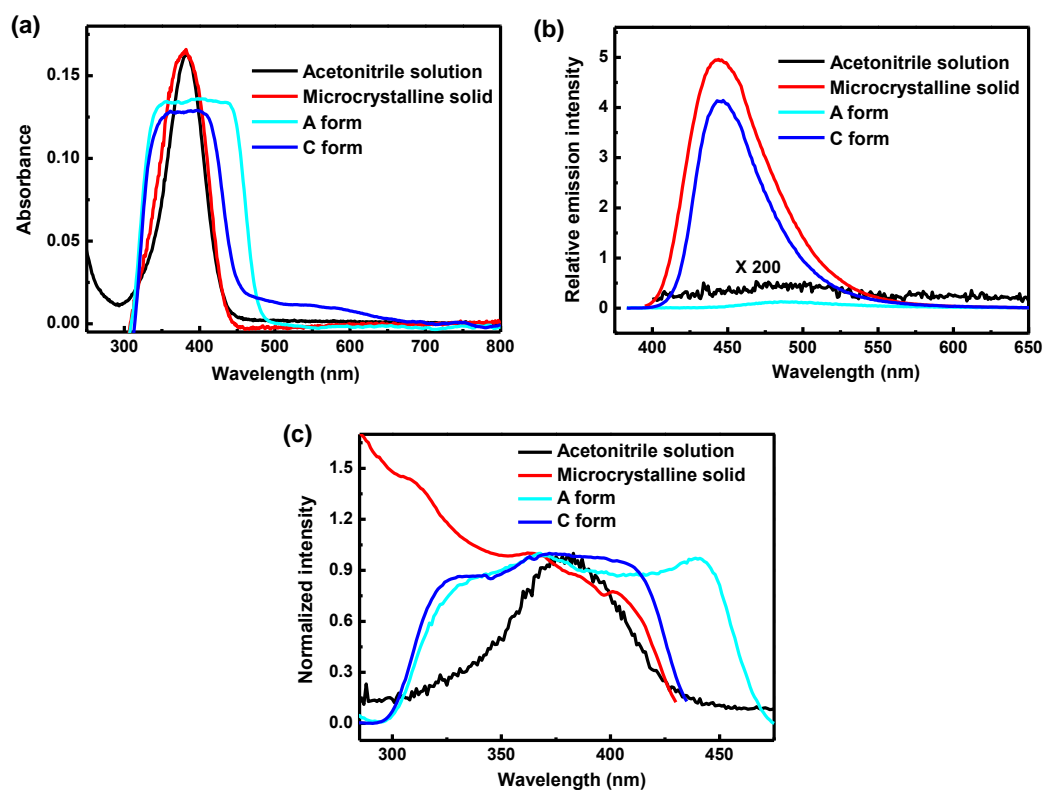 (a)
Absorbance
0.15
0.10
0.05
0.00
Acetonitrile solution
Microcrystalline solid
A form
C form
300 400 500 600 700 800
Wavelength (nm)
(b)
Relative emission intensity
5
4
3
2
1
0
Acetonitrile solution
Microcrystalline solid
A form
C form
X 200
400 450 500 550 600 650
Wavelength (nm)
(c)
Normalized intensity
1.5
1.2
0.9
0.6
0.3
0.0
Acetonitrile solution
Microcrystalline solid
A form
C form
300 350 400 450
Wavelength (nm)